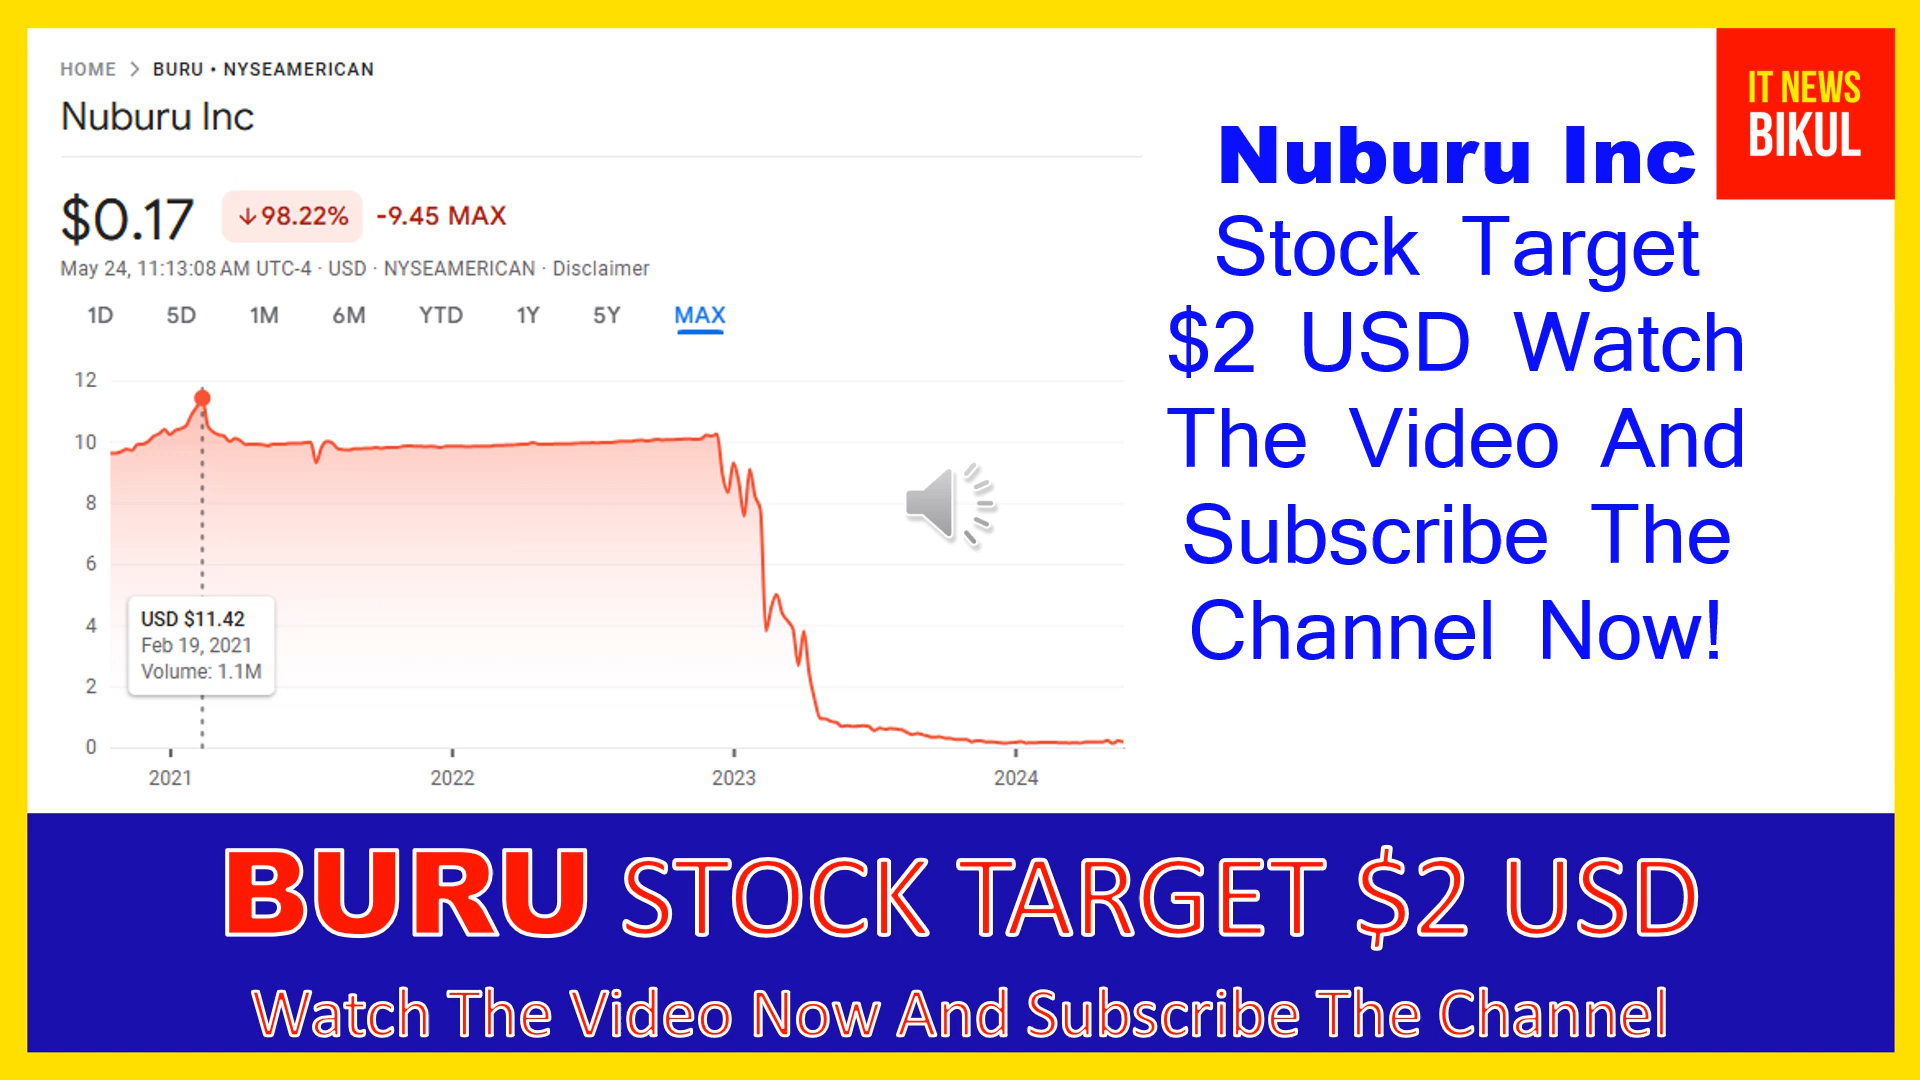 HOME > BURU • NYSEAMERICAN
Nuburu Inc
$0.17 ↓98.22% -9.45 MAX
May 24, 11:13:08 AM UTC-4 · USD · NYSEAMERICAN · Disclaimer
1D 5D 1M 6M YTD 1Y 5Y MAX
12
10
8
6
4
2
0
USD $11.42
Feb 19, 2021
Volume: 1.1M
2021 2022 2023 2024
Nuburu Inc
Stock Target
$2 USD Watch
The Video And
Subscribe The
Channel Now!
IT NEWS
BIKUL
BURU STOCK TARGET $2 USD
Watch The Video Now And Subscribe The Channel